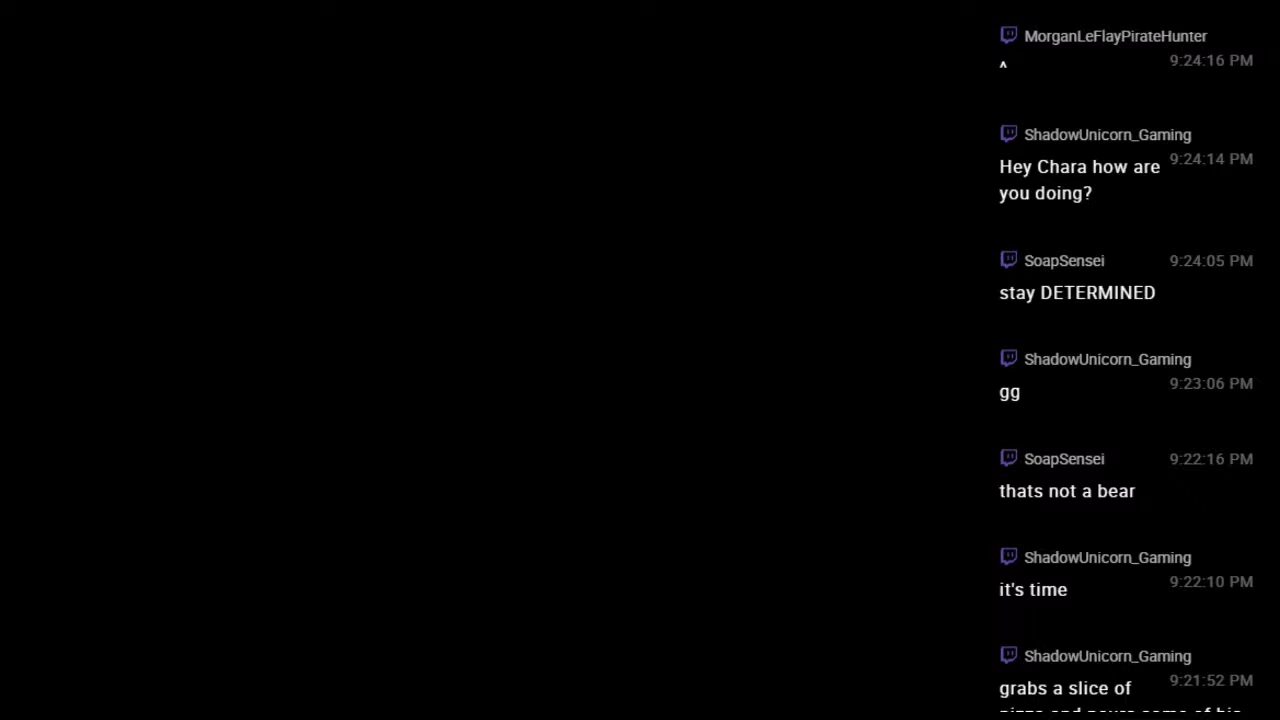 MorganLeFlayPirateHunter
9:24:16 PM
^
ShadowUnicorn_Gaming
9:24:14 PM
Hey Chara how are
you doing?
SoapSensei 9:24:05 PM
stay DETERMINED
ShadowUnicorn_Gaming
9:23:06 PM
gg
SoapSensei 9:22:16 PM
thats not a bear
ShadowUnicorn_Gaming
9:22:10 PM
it's time
ShadowUnicorn_Gaming
9:21:52 PM
grabs a slice of